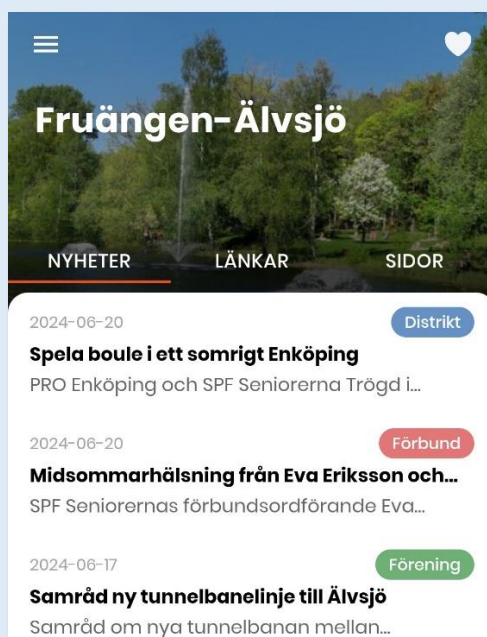 Fruängen-Älvsjö
NYHETER LÄNKAR SIDOR
2024-06-20 Distrikt
Spela boule i ett somrigt Enköping
PRO Enköping och SPF Seniorerna Trögd i...
2024-06-20 Förbund
Midsommarhälsning från Eva Eriksson och...
SPF Seniorernas förbundsordförande Eva...
2024-06-17 Förening
Samråd ny tunnelbanelinje till Älvsjö
Samråd om nya tunnelbanan mellan...